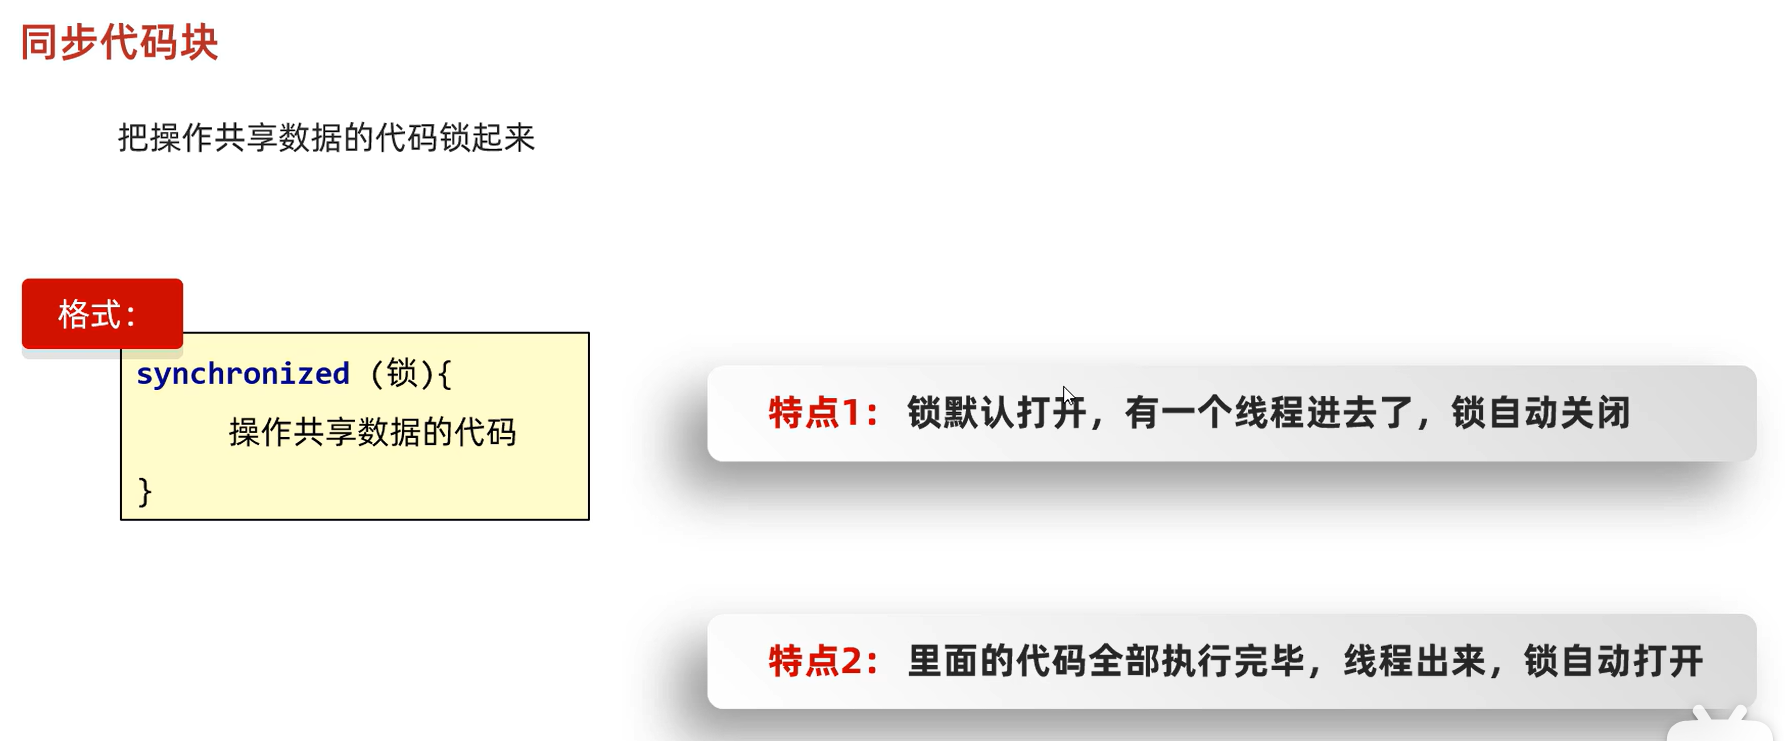 同步代码块
把操作共享数据的代码锁起来
格式：
synchronized (锁){
操作共享数据的代码
}
特点1： 锁默认打开，有一个线程进去了，锁自动关闭
特点2： 里面的代码全部执行完毕，线程出来，锁自动打开